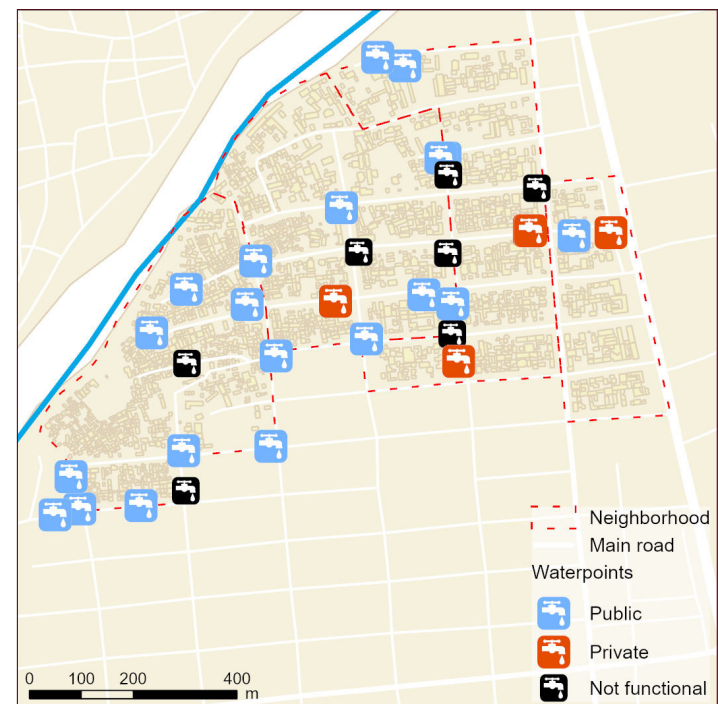 Neighborhood
Main road
Waterpoints
Public
Private
Not functional
0 100 200 400
m